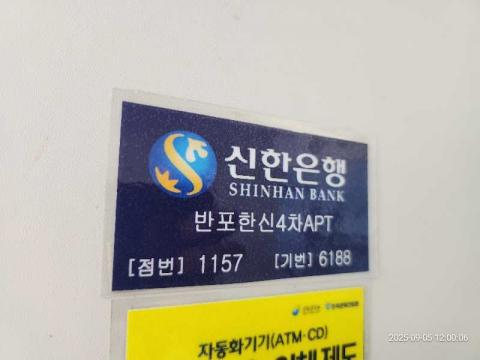 신한은행
SHINHAN BANK
반포한신4차APT
[점번] 1157 [기번] 6188
자동화기기(ATM·CD)
2025-09-05 12:00:06